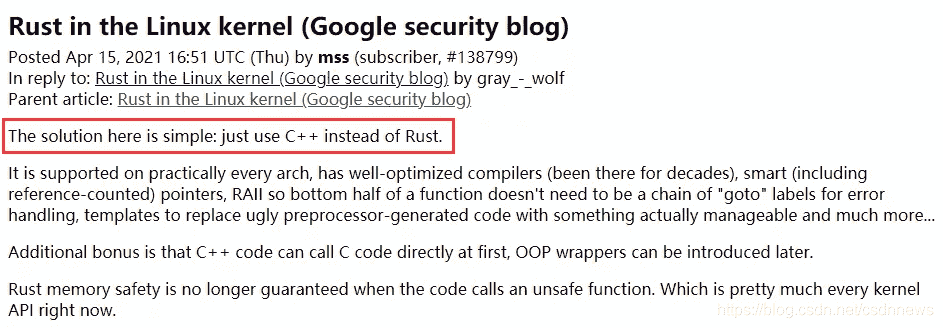 Rust in the Linux kernel (Google security blog)
Posted Apr 15, 2021 16:51 UTC (Thu) by mss (subscriber, #138799)
In reply to: Rust in the Linux kernel (Google security blog) by gray_-_wolf
Parent article: Rust in the Linux kernel (Google security blog)
The solution here is simple: just use C++ instead of Rust.
It is supported on practically every arch, has well-optimized compilers (been there for decades), smart (including
reference-counted) pointers, RAII so bottom half of a function doesn't need to be a chain of "goto" labels for error
handling, templates to replace ugly preprocessor-generated code with something actually manageable and much more...
Additional bonus is that C++ code can call C code directly at first, OOP wrappers can be introduced later.
Rust memory safety is no longer guaranteed when the code calls an unsafe function. Which is pretty much every kernel
API right now.
https://blog.csdn.net/csdnnews